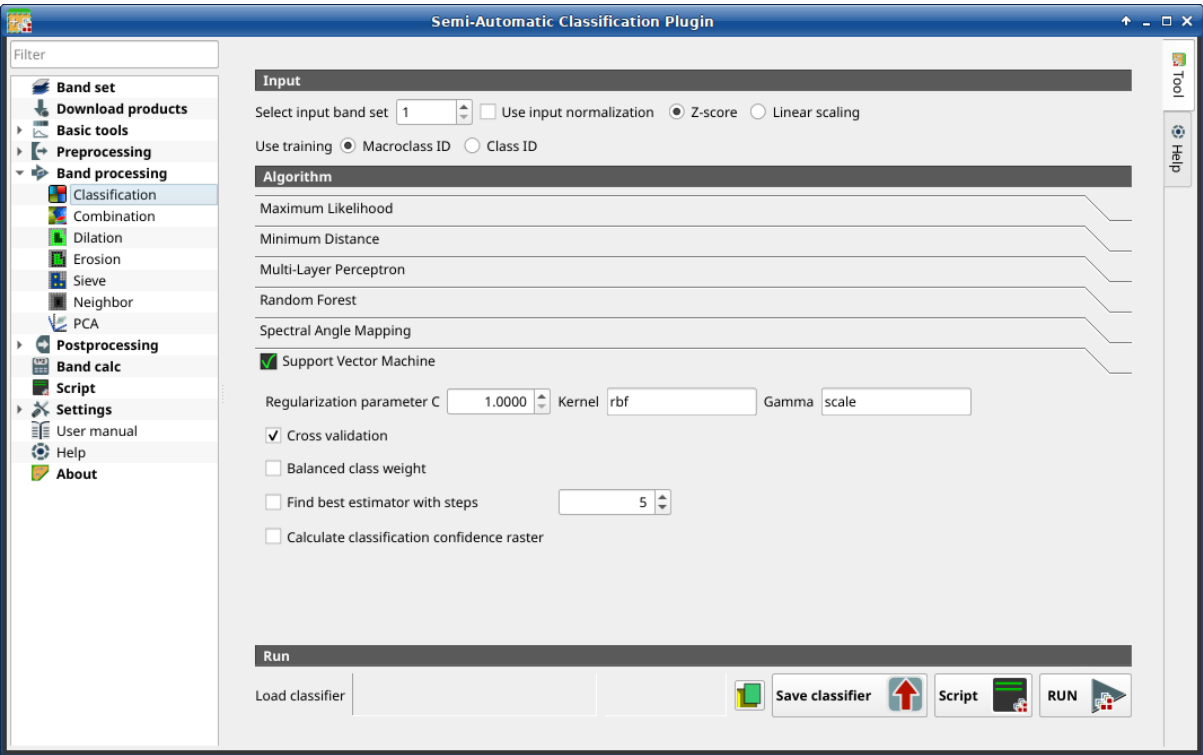 Semi-Automatic Classification Plugin
Filter
Band set
Download products
Basic tools
Preprocessing
Band processing
Classification
Combination
Dilation
Erosion
Sieve
Neighbor
PCA
Postprocessing
Band calc
Script
Settings
User manual
Help
About
Input
Select input band set 1 Use input normalization Z-score Linear scaling
Use training Macroclass ID Class ID
Algorithm
Maximum Likelihood
Minimum Distance
Multi-Layer Perceptron
Random Forest
Spectral Angle Mapping
Support Vector Machine
Regularization parameter C 1.0000 Kernel rbf Gamma scale
Cross validation
Balanced class weight
Find best estimator with steps 5
Calculate classification confidence raster
Run
Load classifier Save classifier Script RUN
Tool
Help